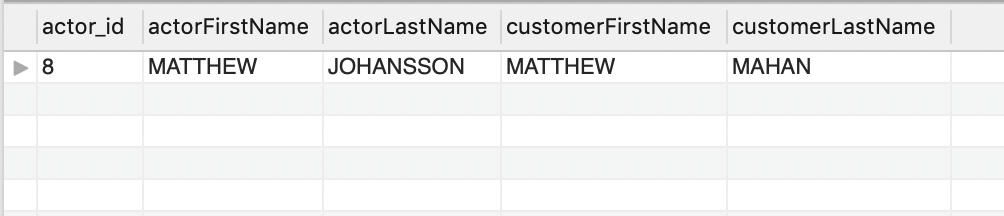 actor_id actorFirstName actorLastName customerFirstName customerLastName
8 MATTHEW JOHANSSON MATTHEW MAHAN